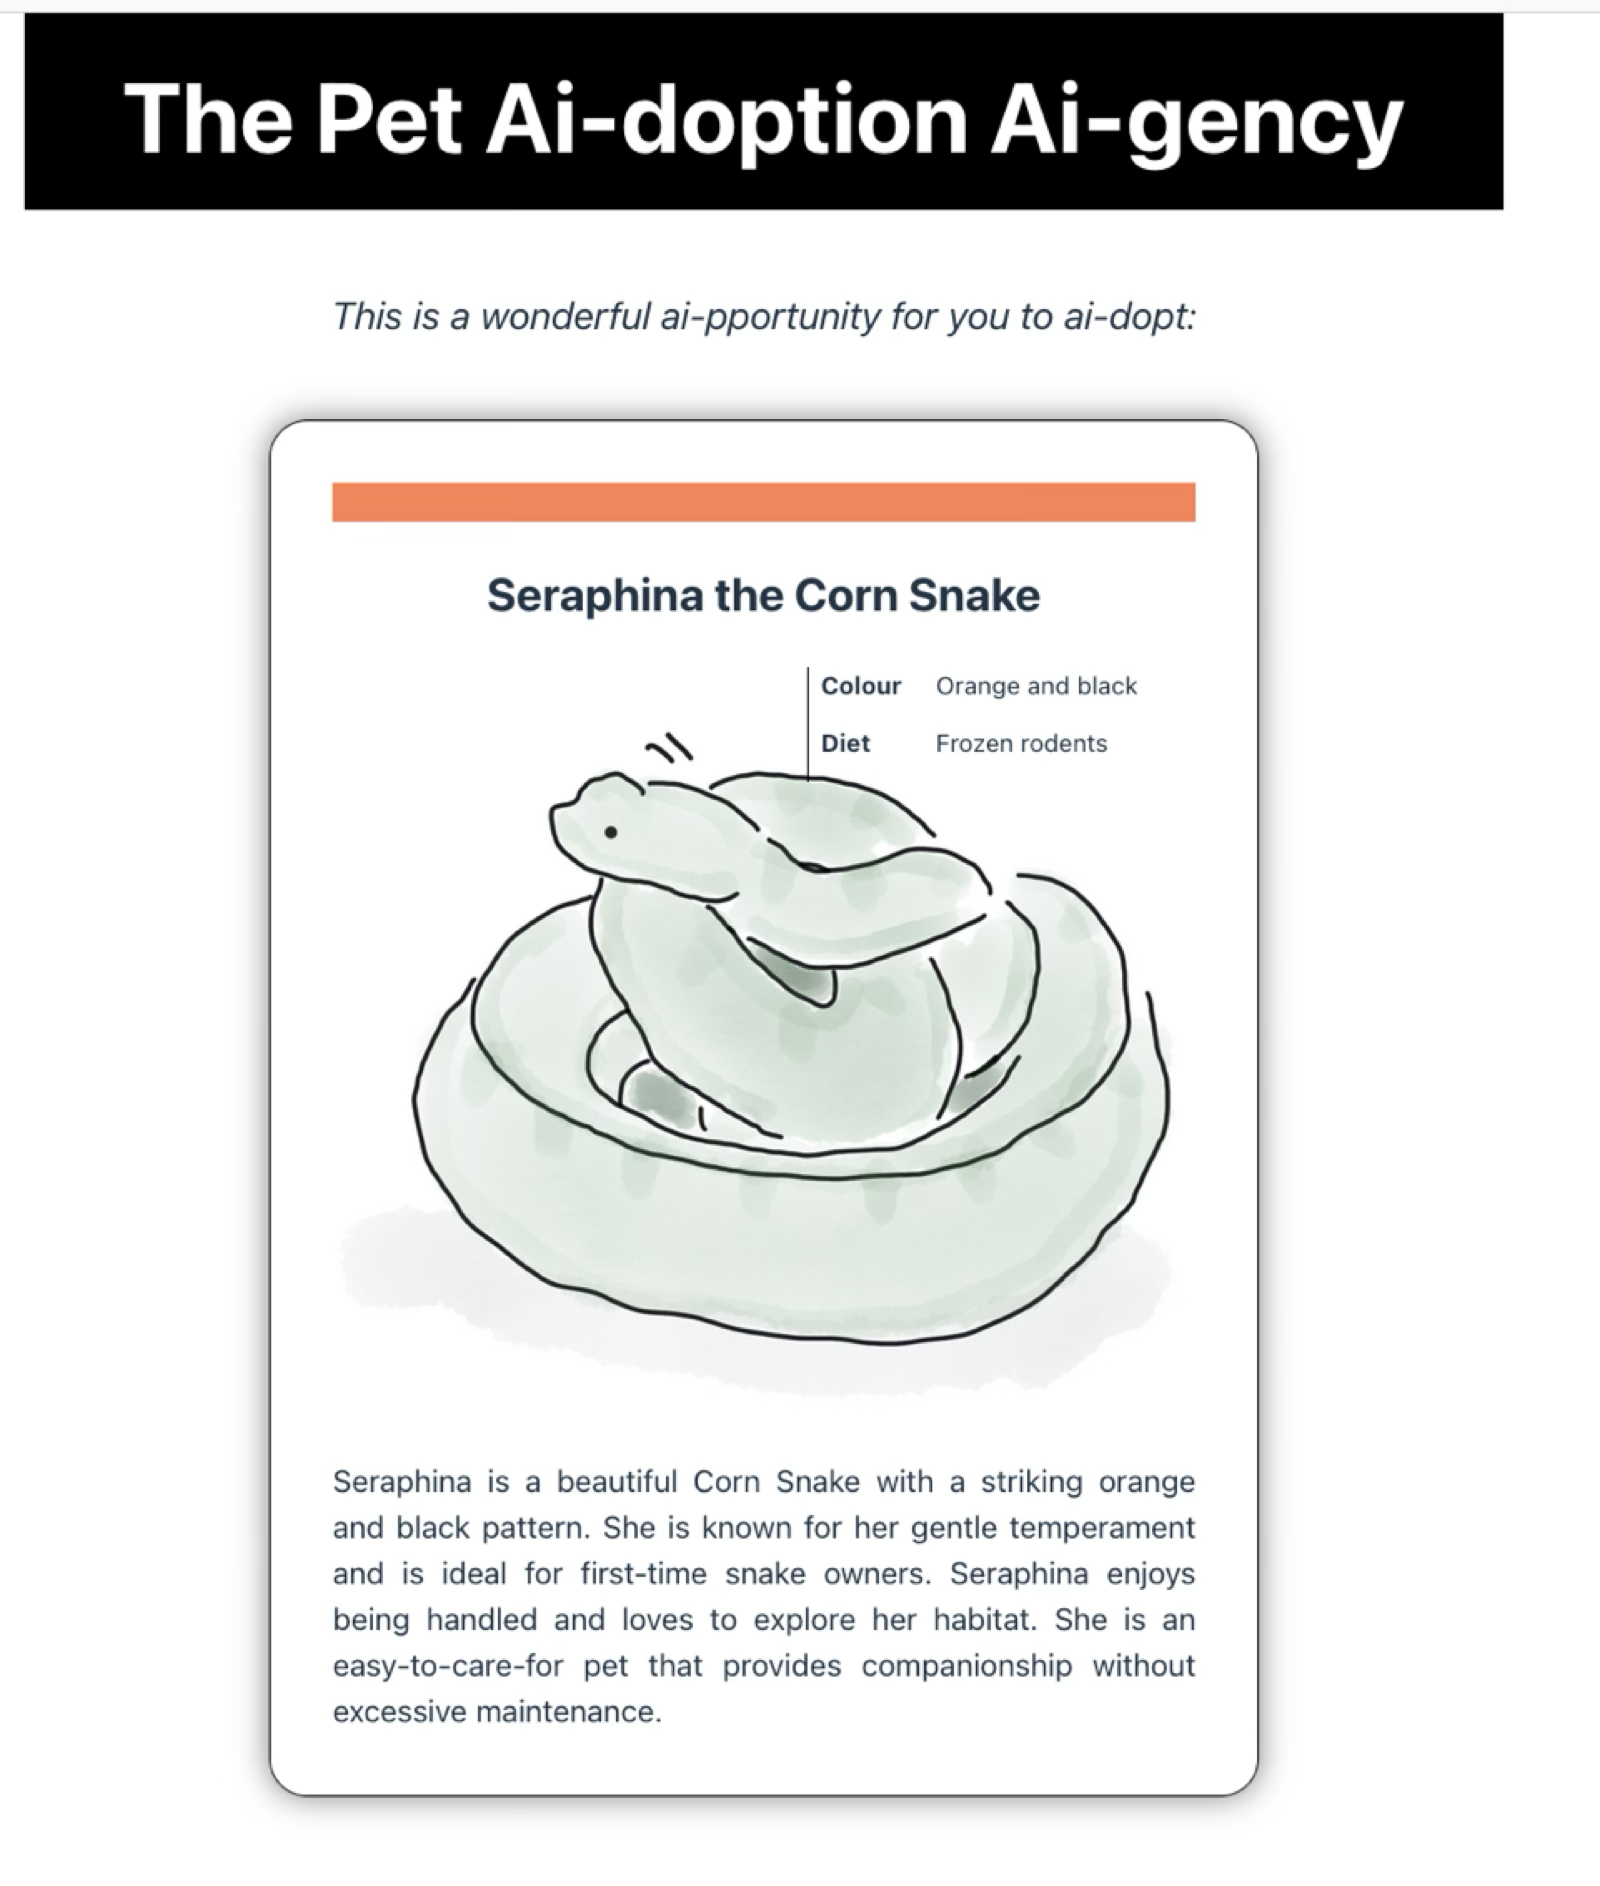 The Pet Ai-doption Ai-gency
This is a wonderful ai-pportunity for you to ai-dopt:
Seraphina the Corn Snake
Colour Orange and black
Diet Frozen rodents
Seraphina is a beautiful Corn Snake with a striking orange
and black pattern. She is known for her gentle temperament
and is ideal for first-time snake owners. Seraphina enjoys
being handled and loves to explore her habitat. She is an
easy-to-care-for pet that provides companionship without
excessive maintenance.